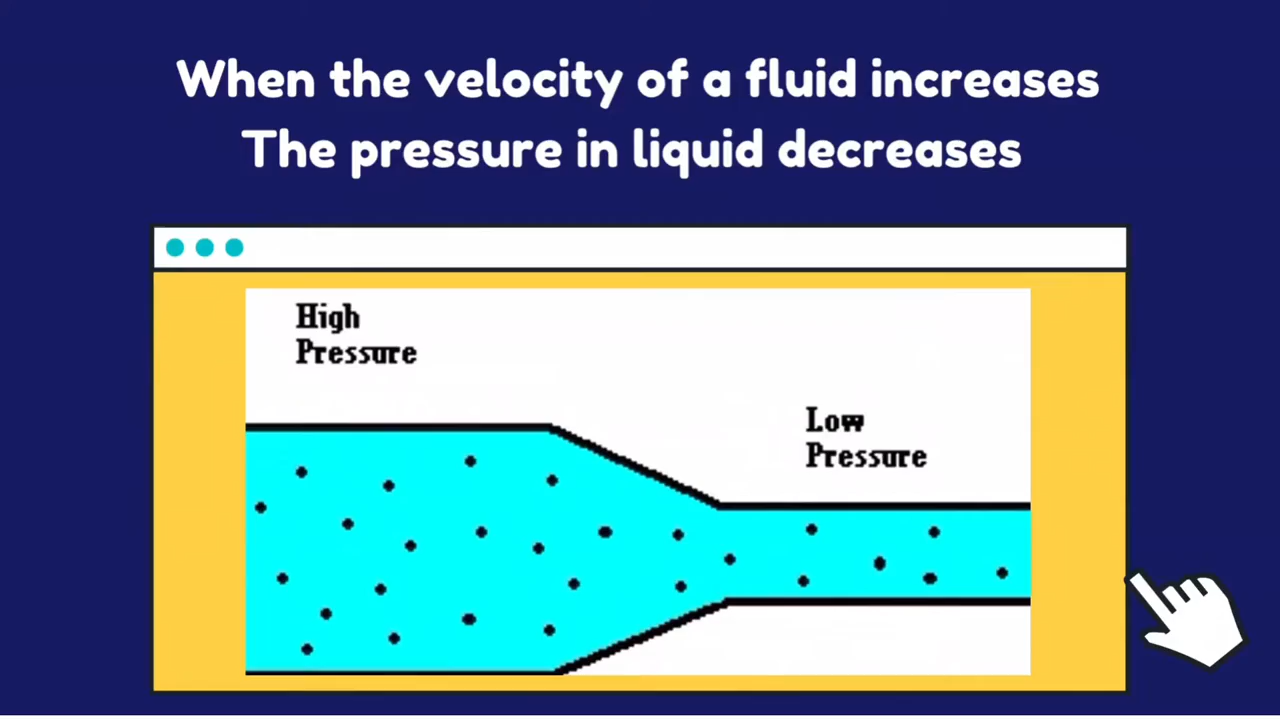 When the velocity of a fluid increases
The pressure in liquid decreases
High
Pressure
Low
Pressure